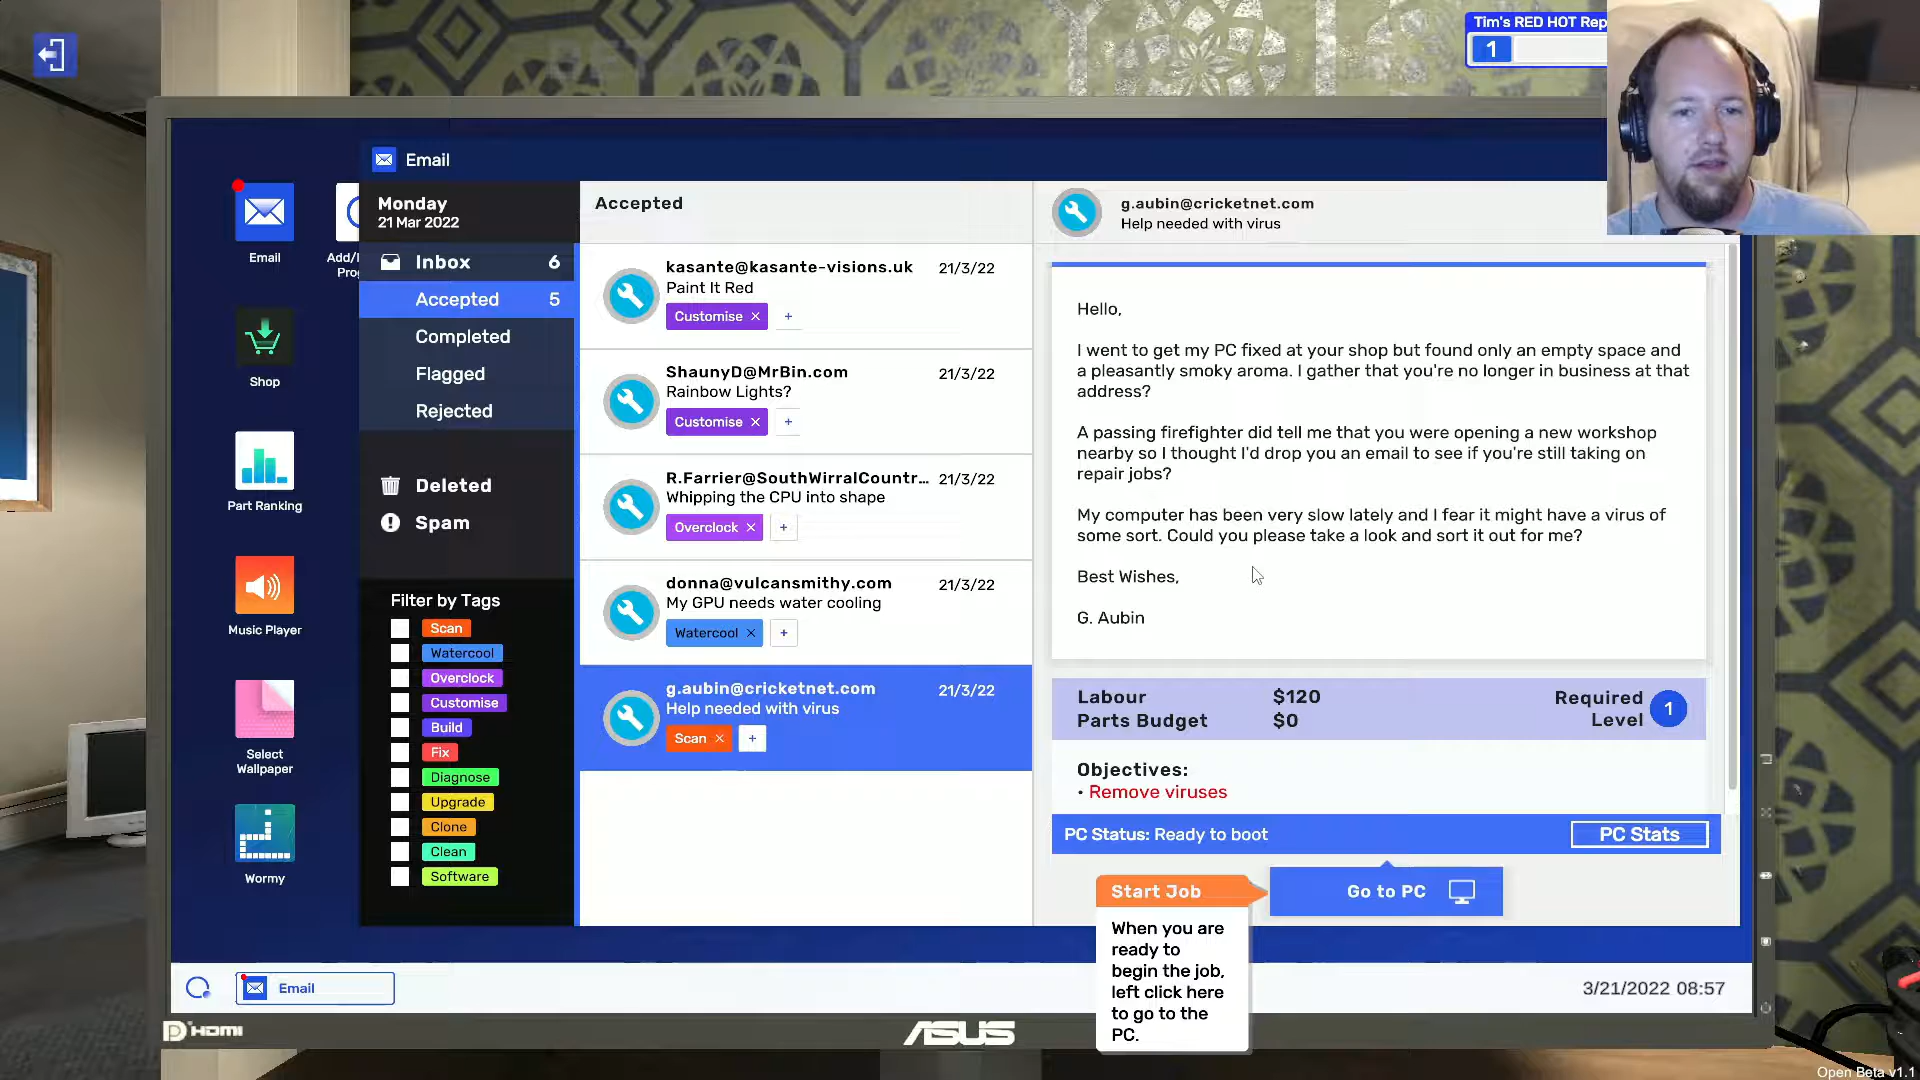 Tim's RED HOT Rep
1
Email
Monday
21 Mar 2022
Inbox 6
Accepted 5
Completed
Flagged
Rejected
Deleted
Spam
Filter by Tags
Scan
Watercool
Overclock
Customise
Build
Fix
Diagnose
Upgrade
Clone
Clean
Software
Email
Add/
Prog
Shop
Part Ranking
Music Player
Select
Wallpaper
Wormy
Accepted
kasante@kasante-visions.uk 21/3/22
Paint It Red
Customise × +
ShaunyD@MrBin.com 21/3/22
Rainbow Lights?
Customise × +
R.Farrier@SouthWirralCountr... 21/3/22
Whipping the CPU into shape
Overclock × +
donna@vulcansmithy.com 21/3/22
My GPU needs water cooling
Watercool × +
g.aubin@cricketnet.com 21/3/22
Help needed with virus
Scan × +
g.aubin@cricketnet.com
Help needed with virus
Hello,
I went to get my PC fixed at your shop but found only an empty space and
a pleasantly smoky aroma. I gather that you're no longer in business at that
address?
A passing firefighter did tell me that you were opening a new workshop
nearby so I thought I'd drop you an email to see if you're still taking on
repair jobs?
My computer has been very slow lately and I fear it might have a virus of
some sort. Could you please take a look and sort it out for me?
Best Wishes,
G. Aubin
Labour $120
Parts Budget $0
Required
Level 1
Objectives:
• Remove viruses
PC Status: Ready to boot
PC Stats
Start Job
Go to PC
When you are
ready to
begin the job,
left click here
to go to the
PC.
Email
3/21/2022 08:57
HDMI
ASUS
Open Beta v1.1